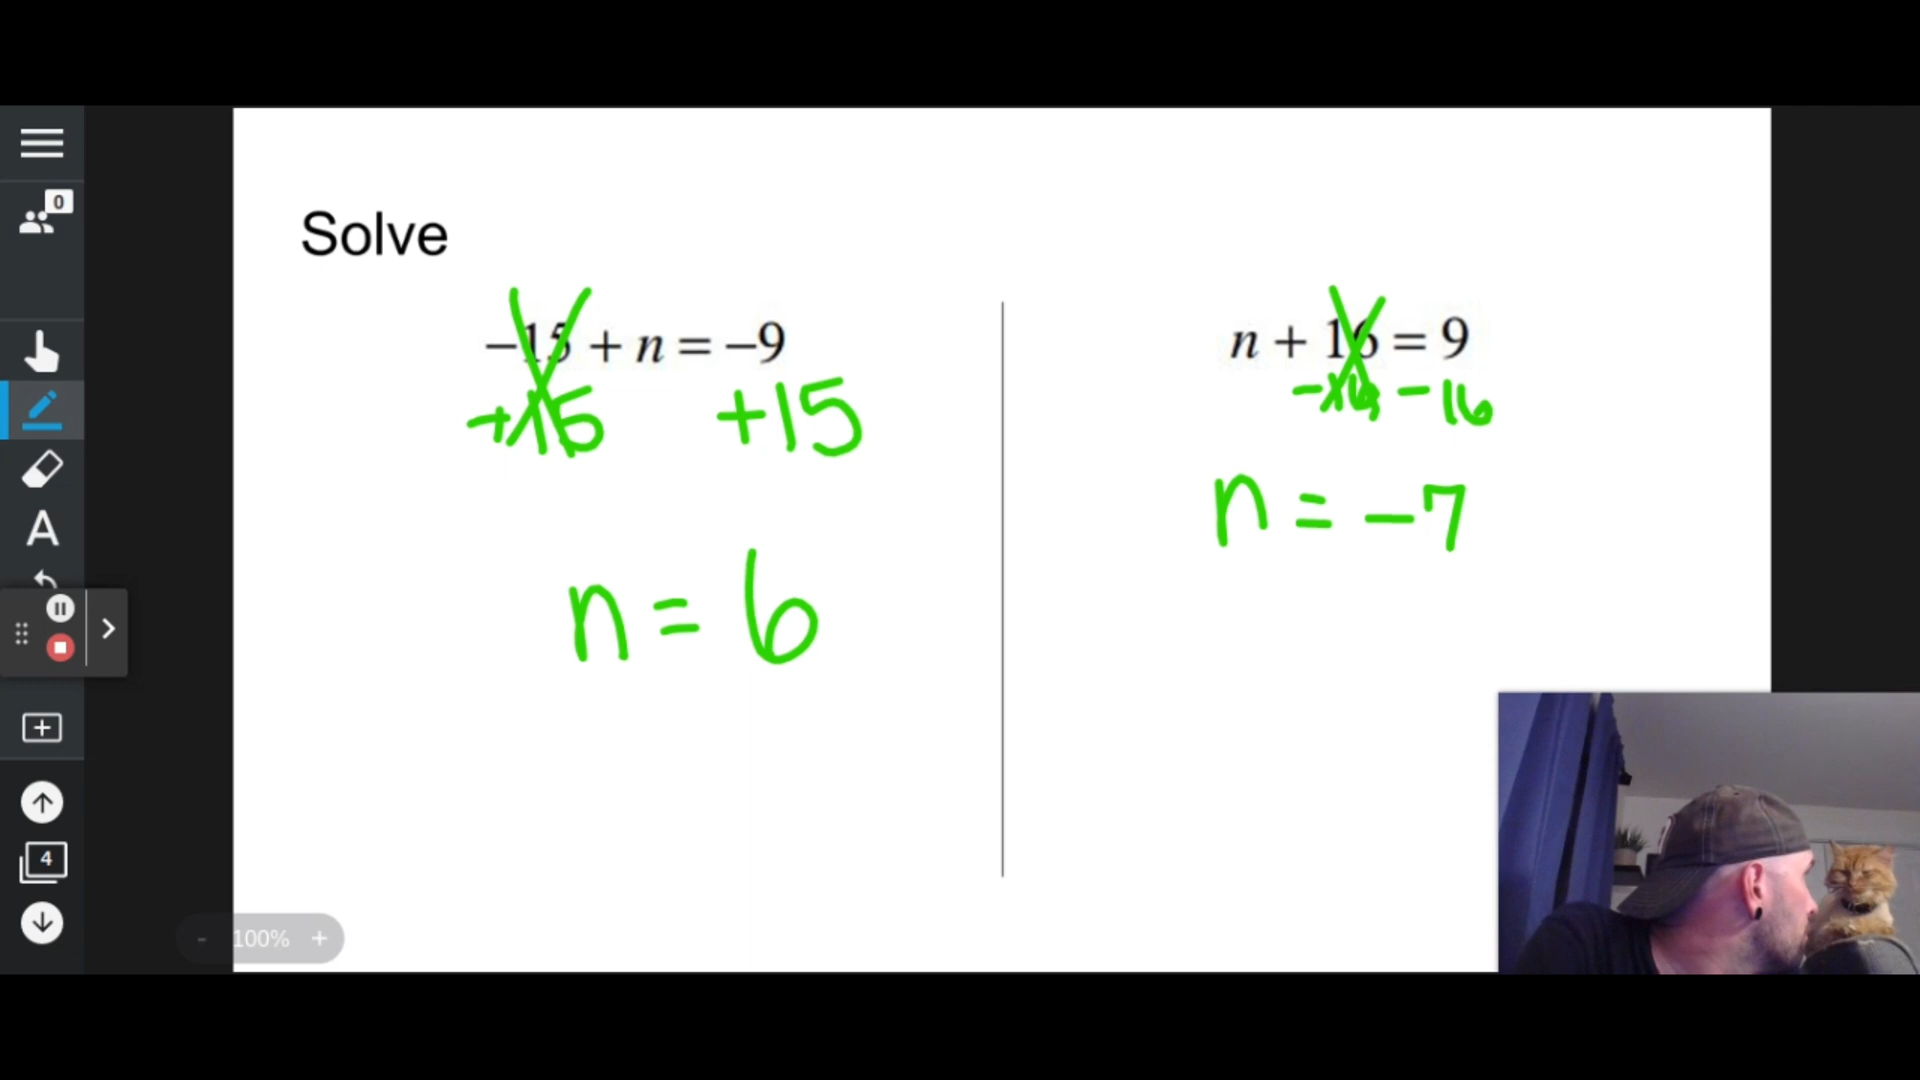 0
Solve
−15 + n = −9
+15 +15
n = 6
n + 16 = 9
-16 -16
n = -7
A
4
- 100% +